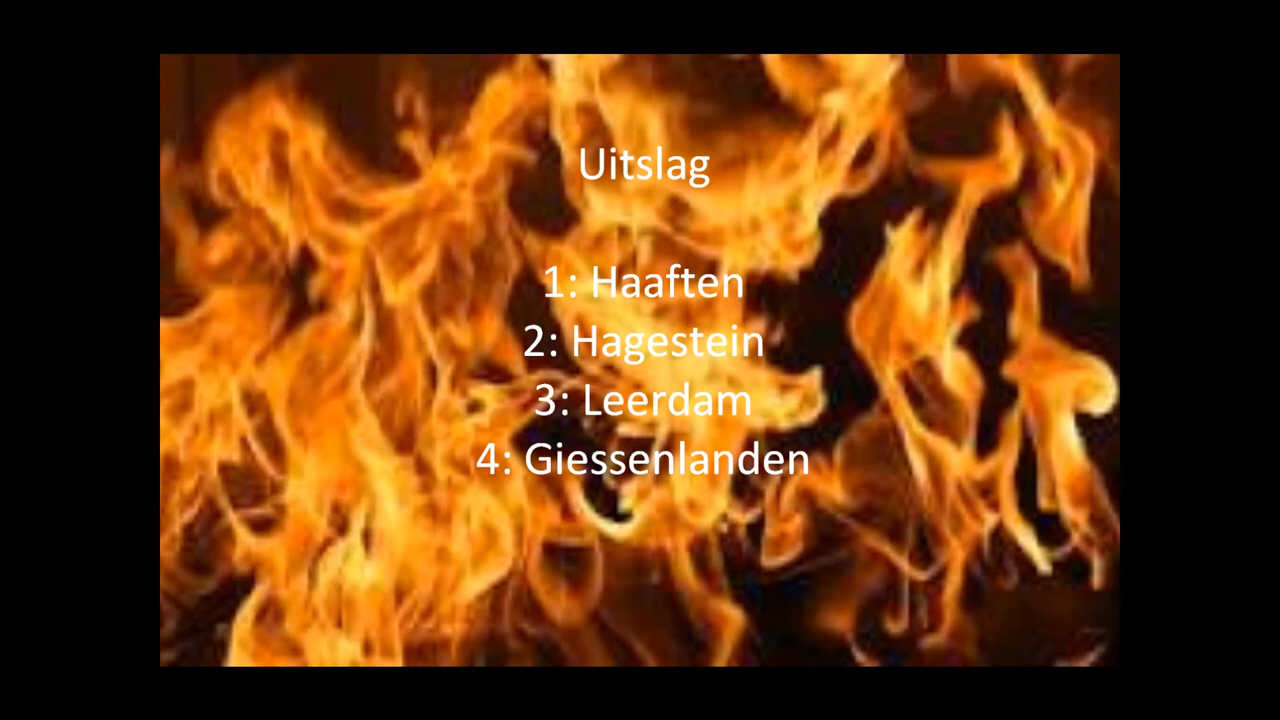 Uitslag
1: Haaften
2: Hagestein
3: Leerdam
4: Giessenlanden